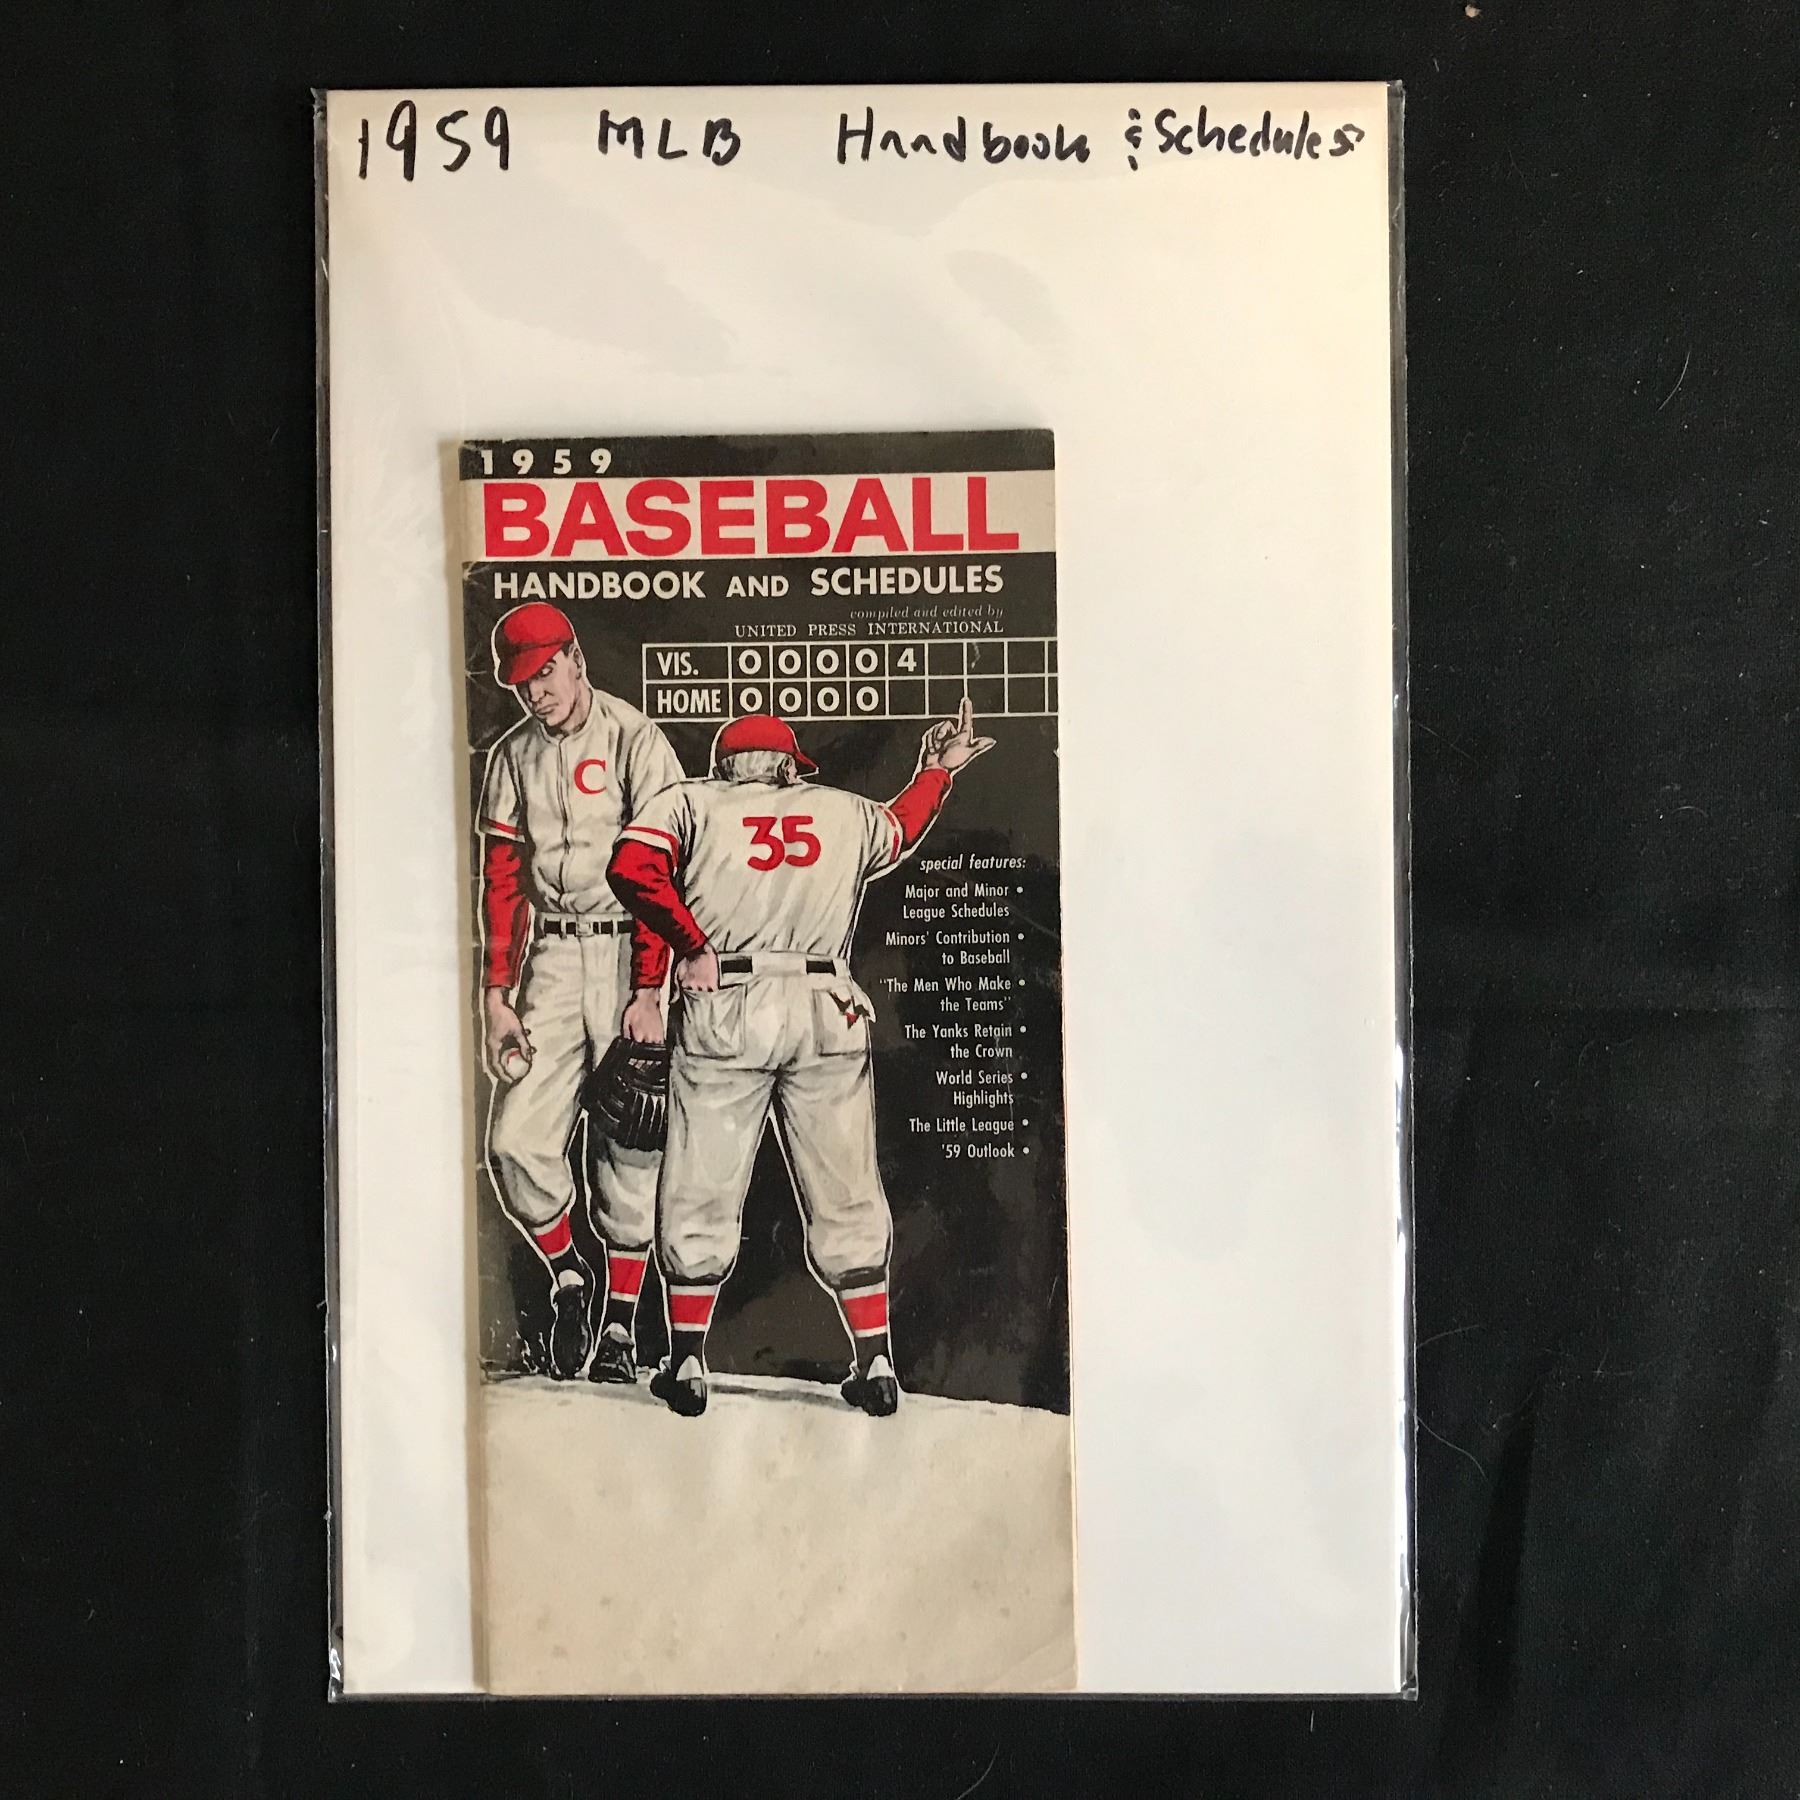 1959 MLB Handbook & Schedules
1959
BASEBALL
HANDBOOK AND SCHEDULES
compiled and edited by
UNITED PRESS INTERNATIONAL
VIS. 0 0 0 0 4
HOME 0 0 0 0
C
35
special features:
Major and Minor •
League Schedules
Minors' Contribution •
to Baseball
"The Men Who Make •
the Teams"
The Yanks Retain •
the Crown
World Series •
Highlights
The Little League •
'59 Outlook •